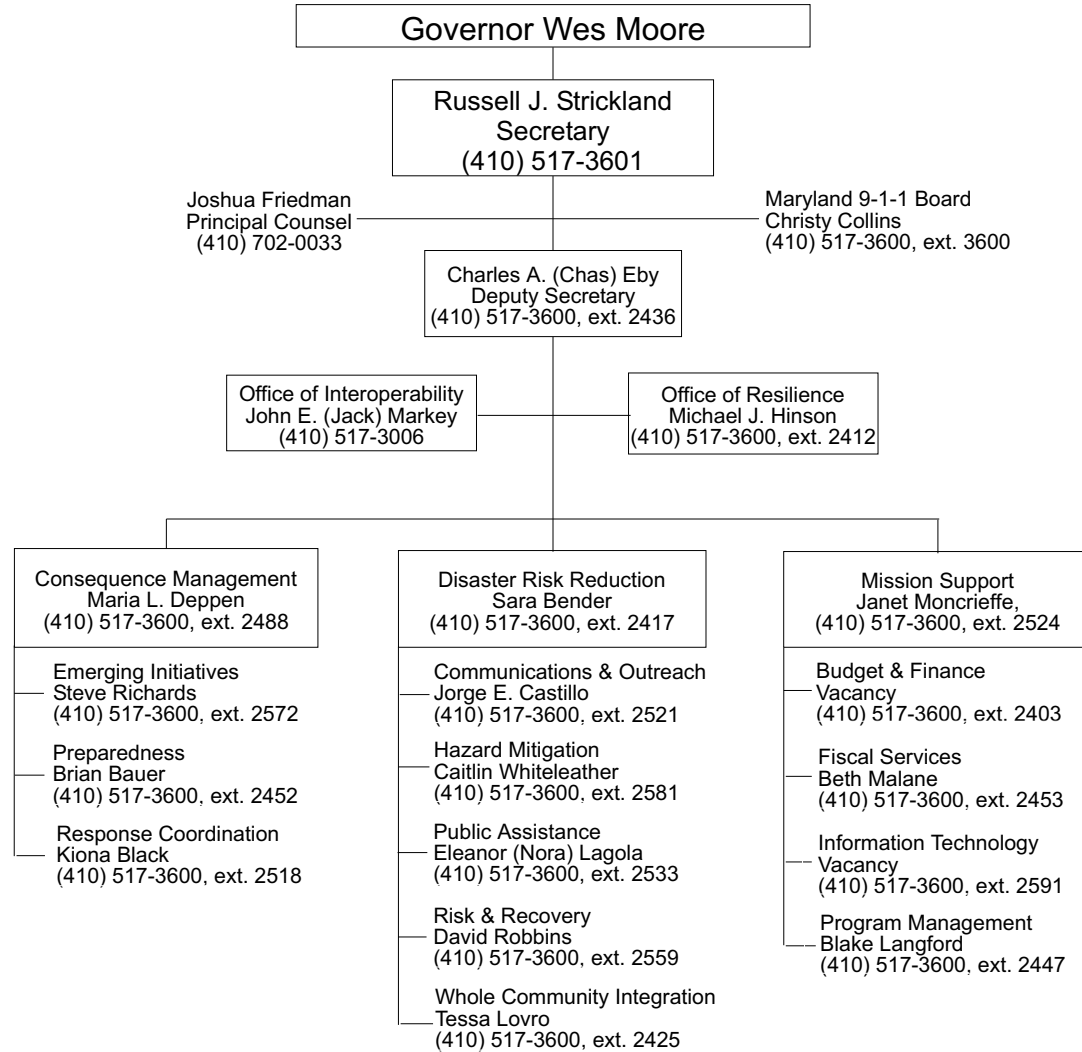 Governor Wes Moore
Russell J. Strickland
Secretary
(410) 517-3601
Joshua Friedman
Principal Counsel
(410) 702-0033
Maryland 9-1-1 Board
Christy Collins
(410) 517-3600, ext. 3600
Charles A. (Chas) Eby
Deputy Secretary
(410) 517-3600, ext. 2436
Office of Interoperability
John E. (Jack) Markey
(410) 517-3006
Office of Resilience
Michael J. Hinson
(410) 517-3600, ext. 2412
Consequence Management
Maria L. Deppen
(410) 517-3600, ext. 2488
Emerging Initiatives
Steve Richards
(410) 517-3600, ext. 2572
Preparedness
Brian Bauer
(410) 517-3600, ext. 2452
Response Coordination
Kiona Black
(410) 517-3600, ext. 2518
Disaster Risk Reduction
Sara Bender
(410) 517-3600, ext. 2417
Communications & Outreach
Jorge E. Castillo
(410) 517-3600, ext. 2521
Hazard Mitigation
Caitlin Whiteleather
(410) 517-3600, ext. 2581
Public Assistance
Eleanor (Nora) Lagola
(410) 517-3600, ext. 2533
Risk & Recovery
David Robbins
(410) 517-3600, ext. 2559
Whole Community Integration
Tessa Lovro
(410) 517-3600, ext. 2425
Mission Support
Janet Moncrieffe,
(410) 517-3600, ext. 2524
Budget & Finance
Vacancy
(410) 517-3600, ext. 2403
Fiscal Services
Beth Malane
(410) 517-3600, ext. 2453
Information Technology
Vacancy
(410) 517-3600, ext. 2591
Program Management
Blake Langford
(410) 517-3600, ext. 2447